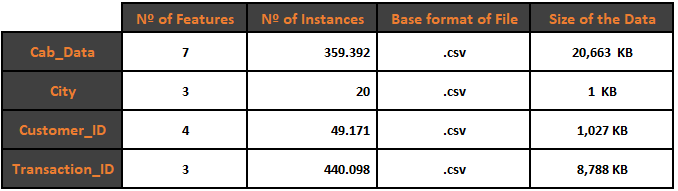 Nº of Features Nº of Instances Base format of File Size of the Data
Cab_Data 7 359.392 .csv 20,663 KB
City 3 20 .csv 1 KB
Customer_ID 4 49.171 .csv 1,027 KB
Transaction_ID 3 440.098 .csv 8,788 KB